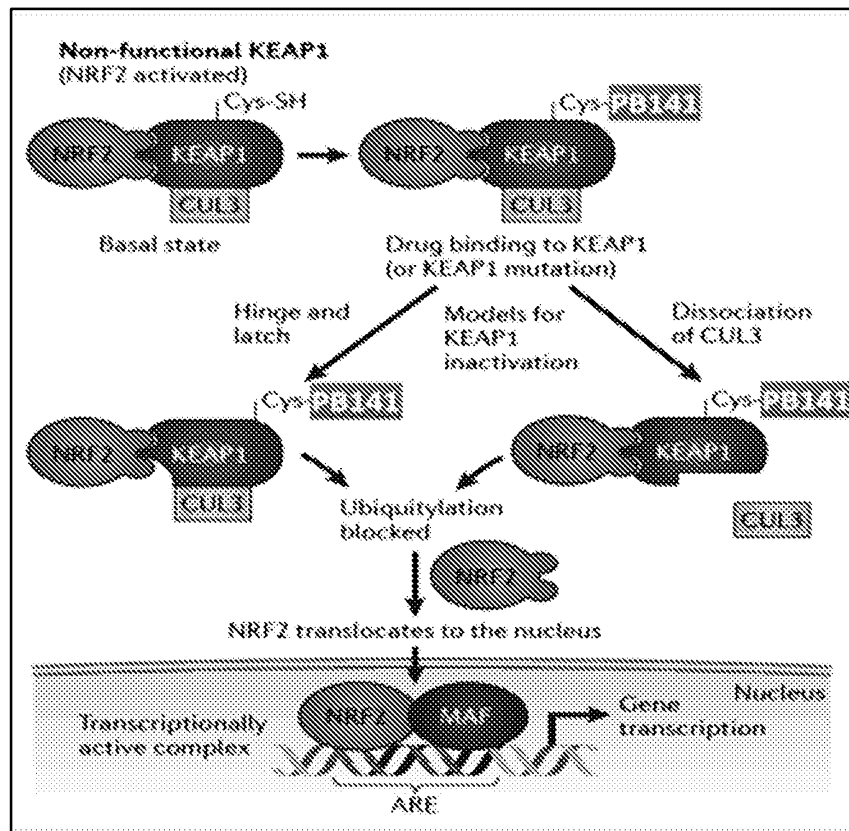 Non-functional KEAP1
(NRF2 activated)
Cys-SH
Cys-PB141
NRF2
KEAP1
NRF2
KEAP1
CUL3
CUL3
Basal state
Drug binding to KEAP1
(or KEAP1 mutation)
Hinge and
latch
Models for
KEAP1
inactivation
Dissociation
of CUL3
Cys-PB141
Cys-PB141
NRF2
KEAP1
NRF2
KEAP1
CUL3
CUL3
Ubiquitylation
blocked
NRF2
NRF2 translocates to the nucleus
Nucleus
NRF2
MAF
Transcriptionally
active complex
Gene
transcription
ARE